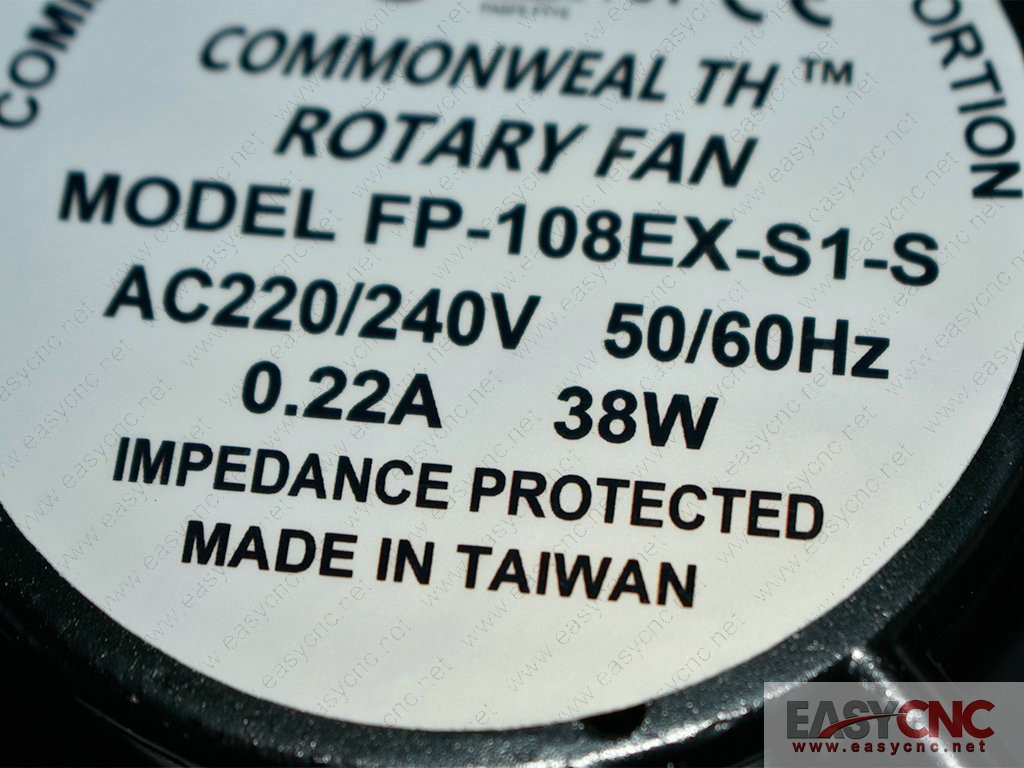 COMMONWEAL TH™
ROTARY FAN
MODEL FP-108EX-S1-S
AC220/240V 50/60Hz
0.22A 38W
IMPEDANCE PROTECTED
MADE IN TAIWAN
EASYCNC
www.easycnc.net